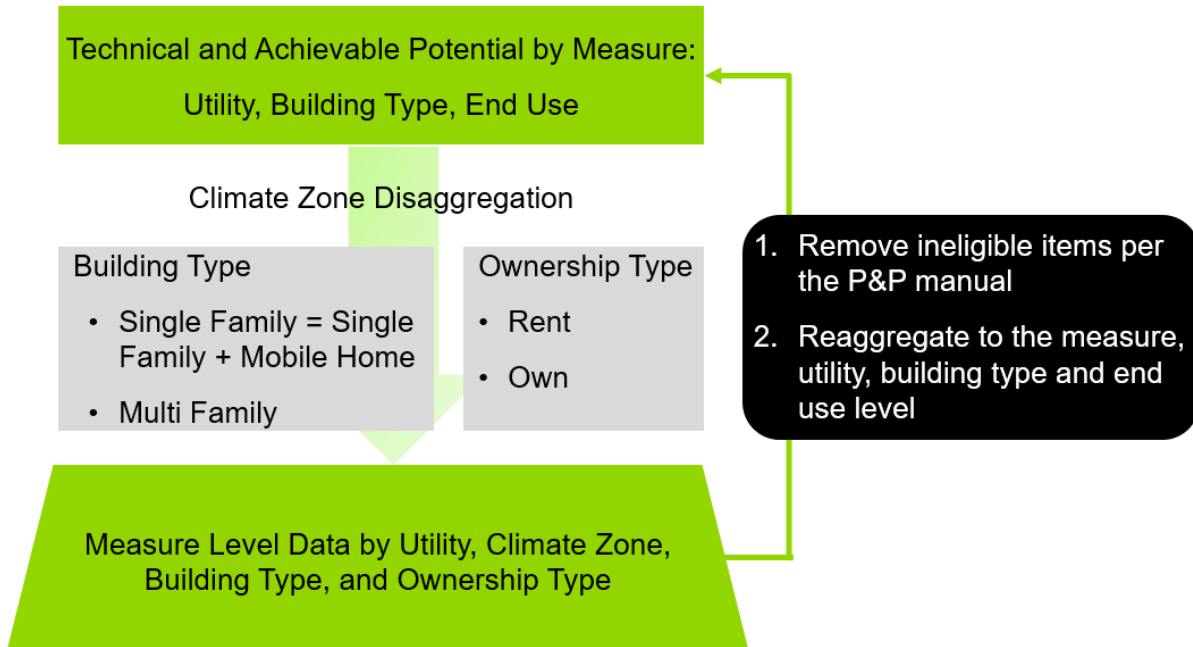 Technical and Achievable Potential by Measure:
Utility, Building Type, End Use
Climate Zone Disaggregation
Building Type
• Single Family = Single
Family + Mobile Home
• Multi Family
Ownership Type
• Rent
• Own
1. Remove ineligible items per
the P&P manual
2. Reaggregate to the measure,
utility, building type and end
use level
Measure Level Data by Utility, Climate Zone,
Building Type, and Ownership Type